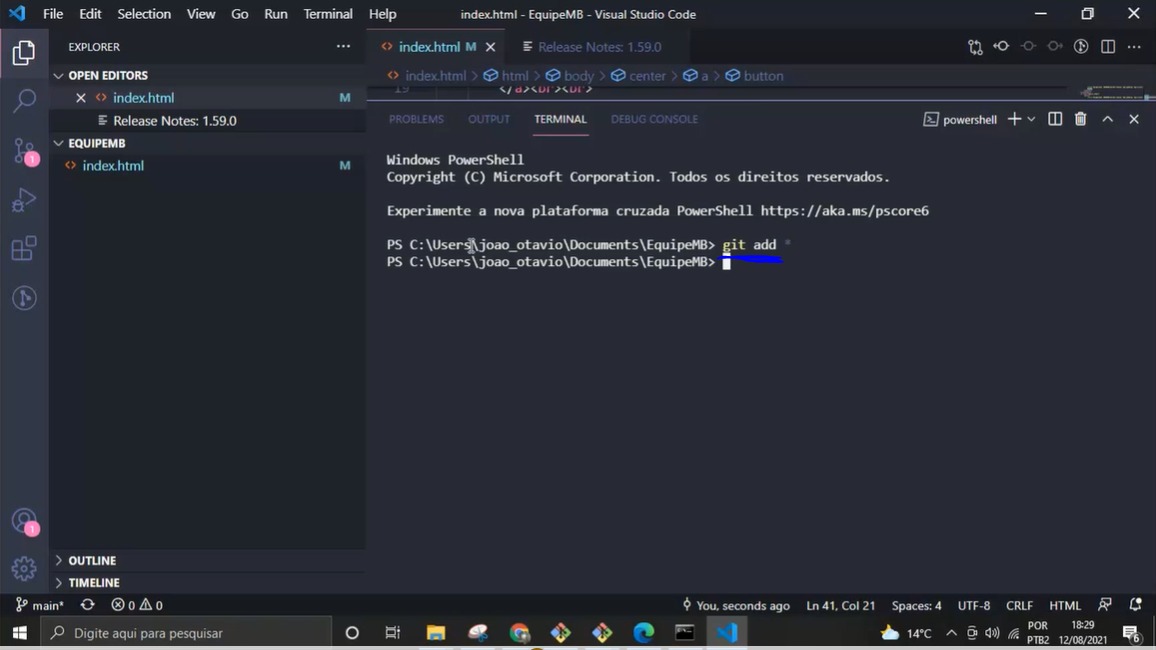 File Edit Selection View Go Run Terminal Help index.html - EquipeMB - Visual Studio Code
EXPLORER
OPEN EDITORS
index.html M
Release Notes: 1.59.0
EQUIPEMB
index.html M
OUTLINE
TIMELINE
index.html M Release Notes: 1.59.0
index.html > html > body > center > a > button
19 </a><br><br>
PROBLEMS OUTPUT TERMINAL DEBUG CONSOLE powershell
Windows PowerShell
Copyright (C) Microsoft Corporation. Todos os direitos reservados.
Experimente a nova plataforma cruzada PowerShell https://aka.ms/pscore6
PS C:\Users\joao_otavio\Documents\EquipeMB> git add *
PS C:\Users\joao_otavio\Documents\EquipeMB>
1
1
main* 0 0 You, seconds ago Ln 41, Col 21 Spaces: 4 UTF-8 CRLF HTML
Digite aqui para pesquisar 14°C POR 18:29
PTB2 12/08/2021 6